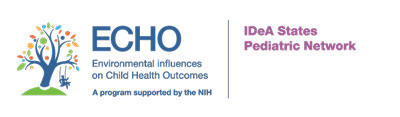 ECHO
Environmental influences
on Child Health Outcomes
A program supported by the NIH
IDeA States
Pediatric Network